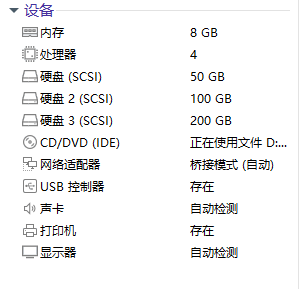 设备
内存 8 GB
处理器 4
硬盘 (SCSI) 50 GB
硬盘 2 (SCSI) 100 GB
硬盘 3 (SCSI) 200 GB
CD/DVD (IDE) 正在使用文件 D:...
网络适配器 桥接模式 (自动)
USB 控制器 存在
声卡 自动检测
打印机 存在
显示器 自动检测